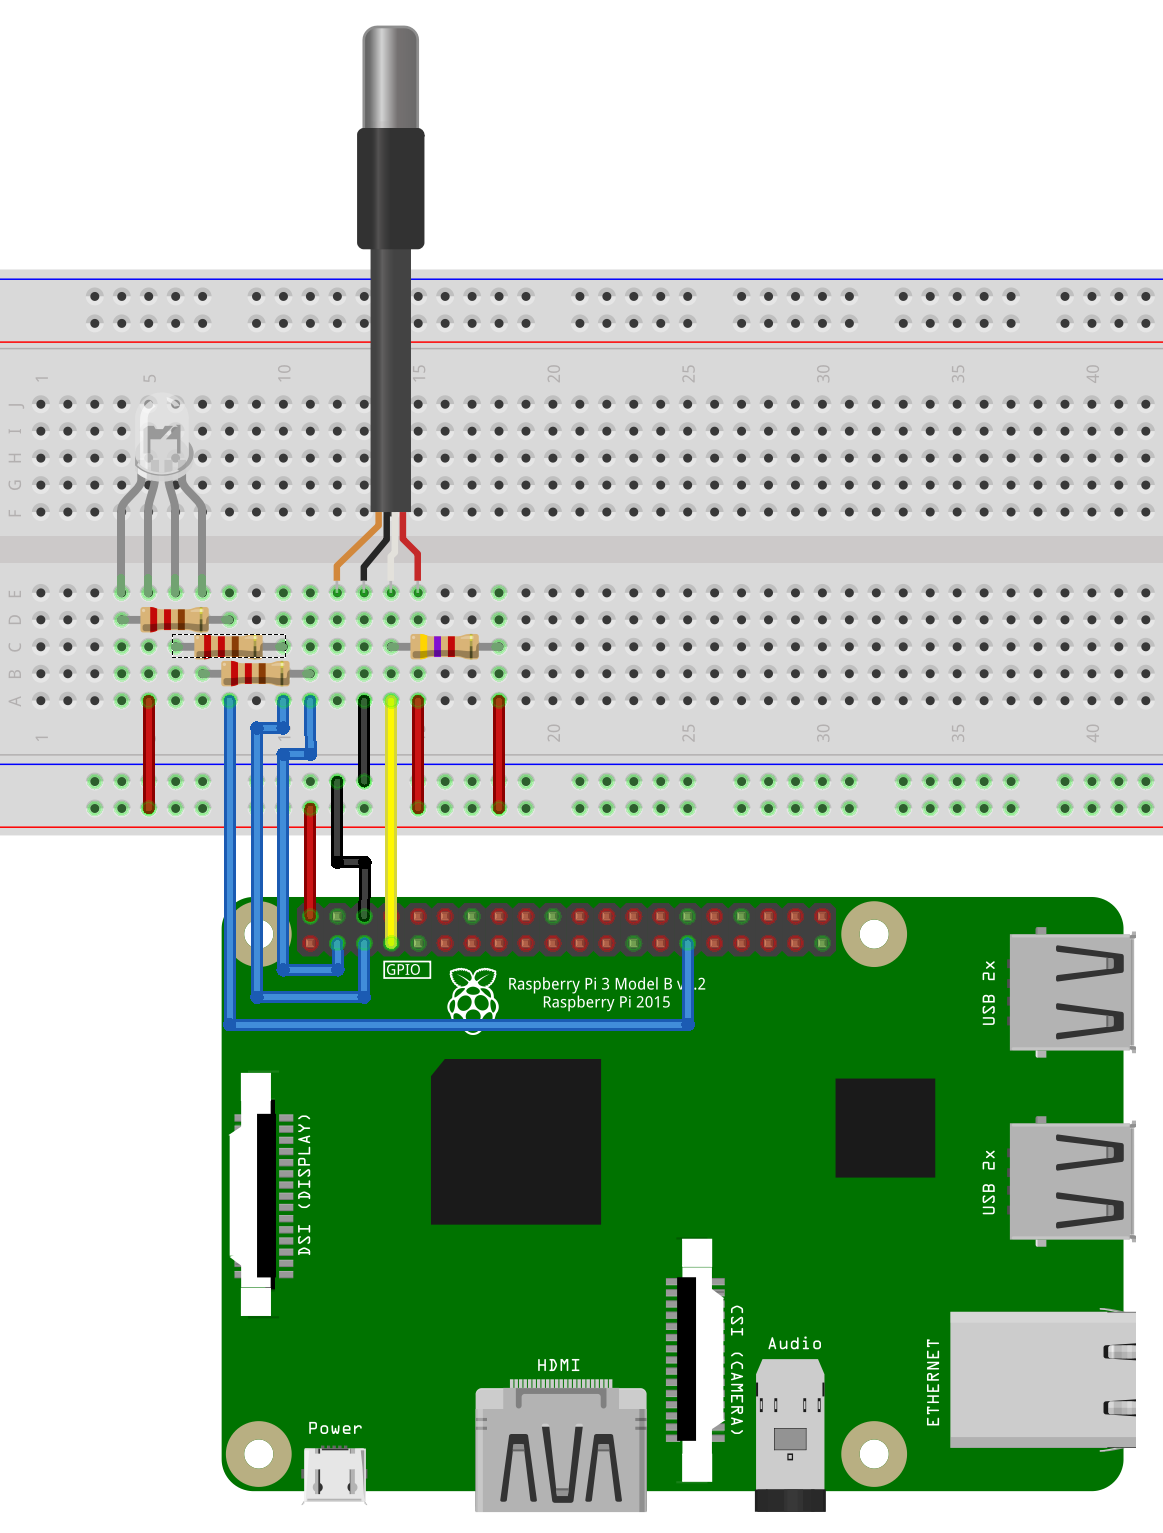 1 5 10 15 20 25 30 35 40
J
I
H
G
F
E
D
C
B
A
1 20 25 30 35 40
GPIO
Raspberry Pi 3 Model B v1.2
Raspberry Pi 2015
USB 2x
USB 2x
DSI (DISPLAY)
CSI (CAMERA)
Audio
ETHERNET
HDMI
Power